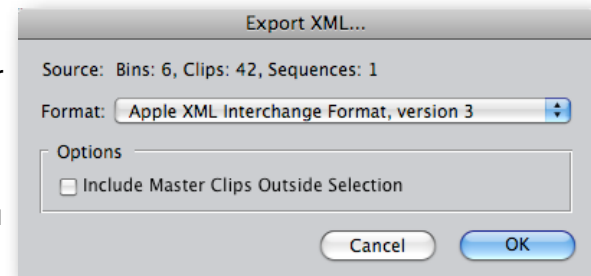 Export XML...
Source: Bins: 6, Clips: 42, Sequences: 1
Format: Apple XML Interchange Format, version 3
Options
Include Master Clips Outside Selection
Cancel OK